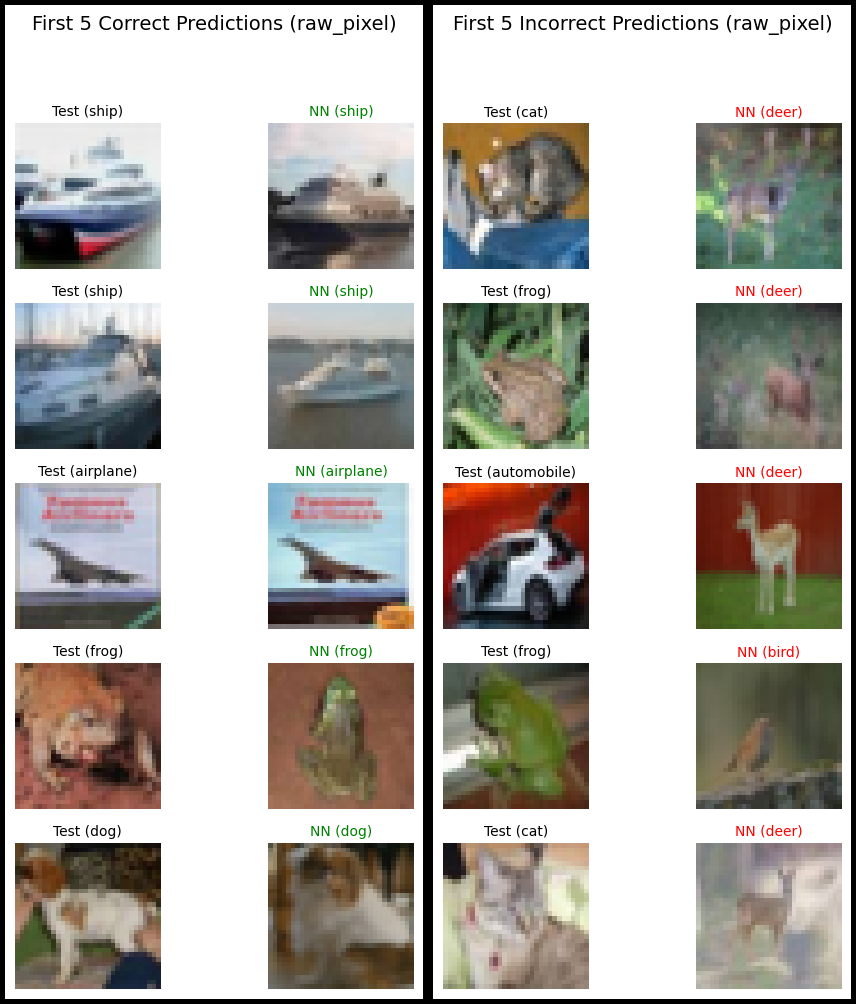 First 5 Correct Predictions (raw_pixel)
Test (ship)
NN (ship)
Test (ship)
NN (ship)
Test (airplane)
NN (airplane)
Test (frog)
NN (frog)
Test (dog)
NN (dog)
First 5 Incorrect Predictions (raw_pixel)
Test (cat)
NN (deer)
Test (frog)
NN (deer)
Test (automobile)
NN (deer)
Test (frog)
NN (bird)
Test (cat)
NN (deer)